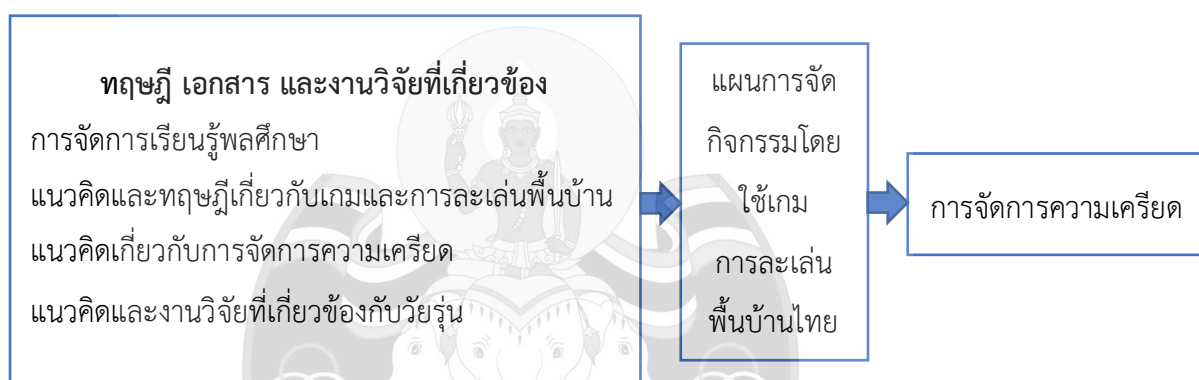 ทฤษฎี เอกสาร และงานวิจัยที่เกี่ยวข้อง
การจัดการเรียนรู้พลศึกษา
แนวคิดและทฤษฎีเกี่ยวกับเกมและการละเล่นพื้นบ้าน
แนวคิดเกี่ยวกับการจัดการความเครียด
แนวคิดและงานวิจัยที่เกี่ยวข้องกับวัยรุ่น
แผนการจัด
กิจกรรมโดย
ใช้เกม
การละเล่น
พื้นบ้านไทย
การจัดการความเครียด